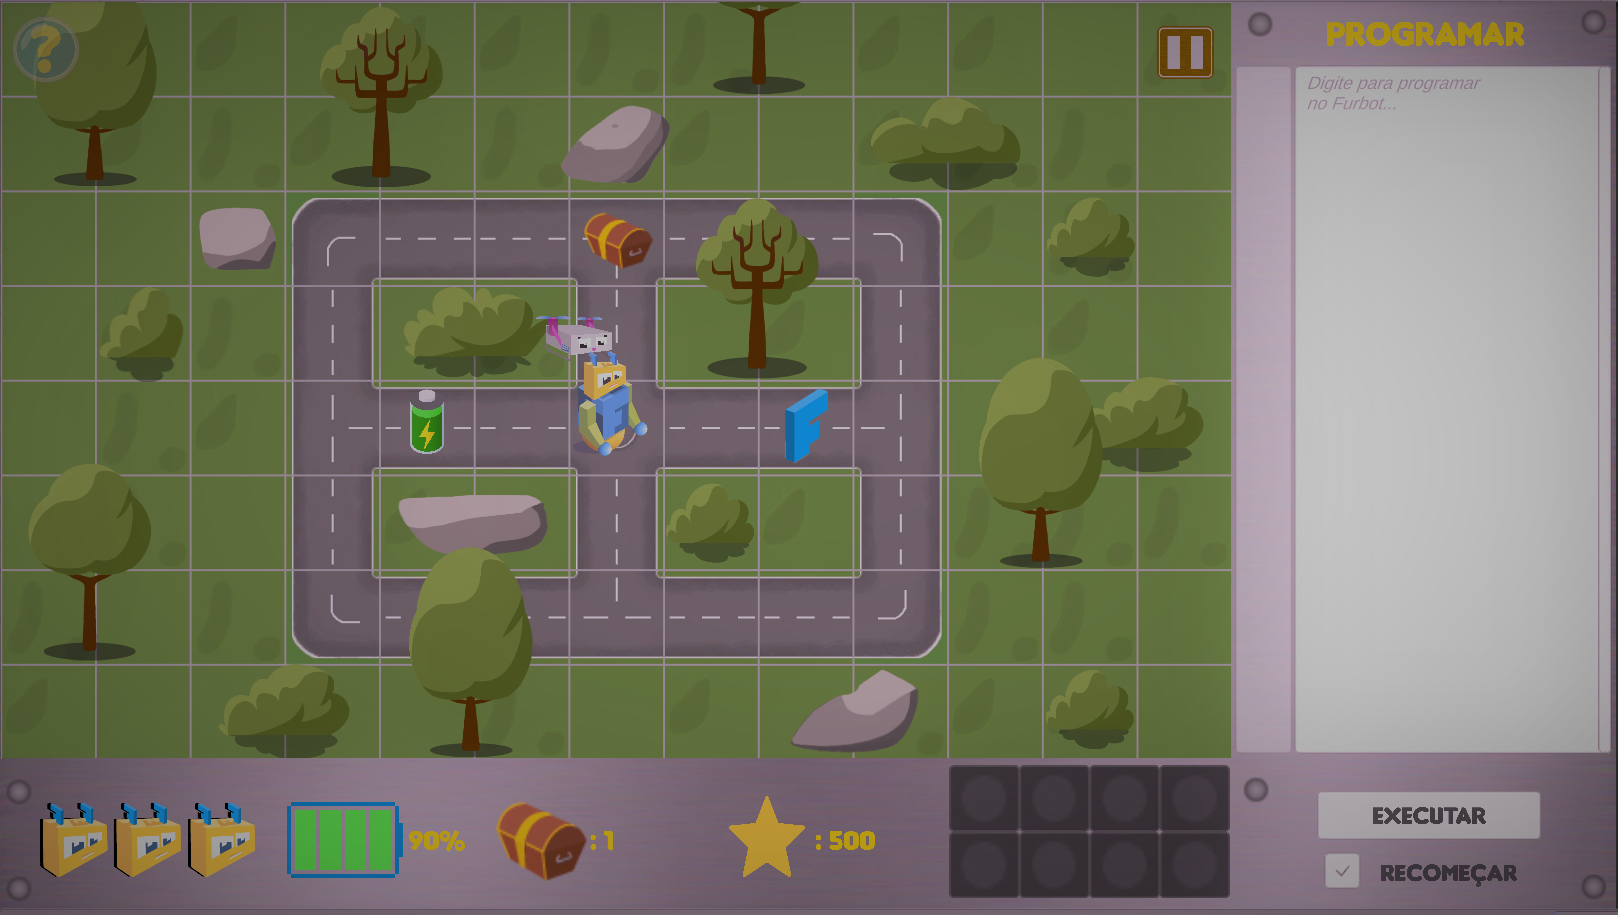 ?
PROGRAMAR
Digite para programar
no Furbot...
F
90%
: 1
: 500
EXECUTAR
RECOMEÇAR